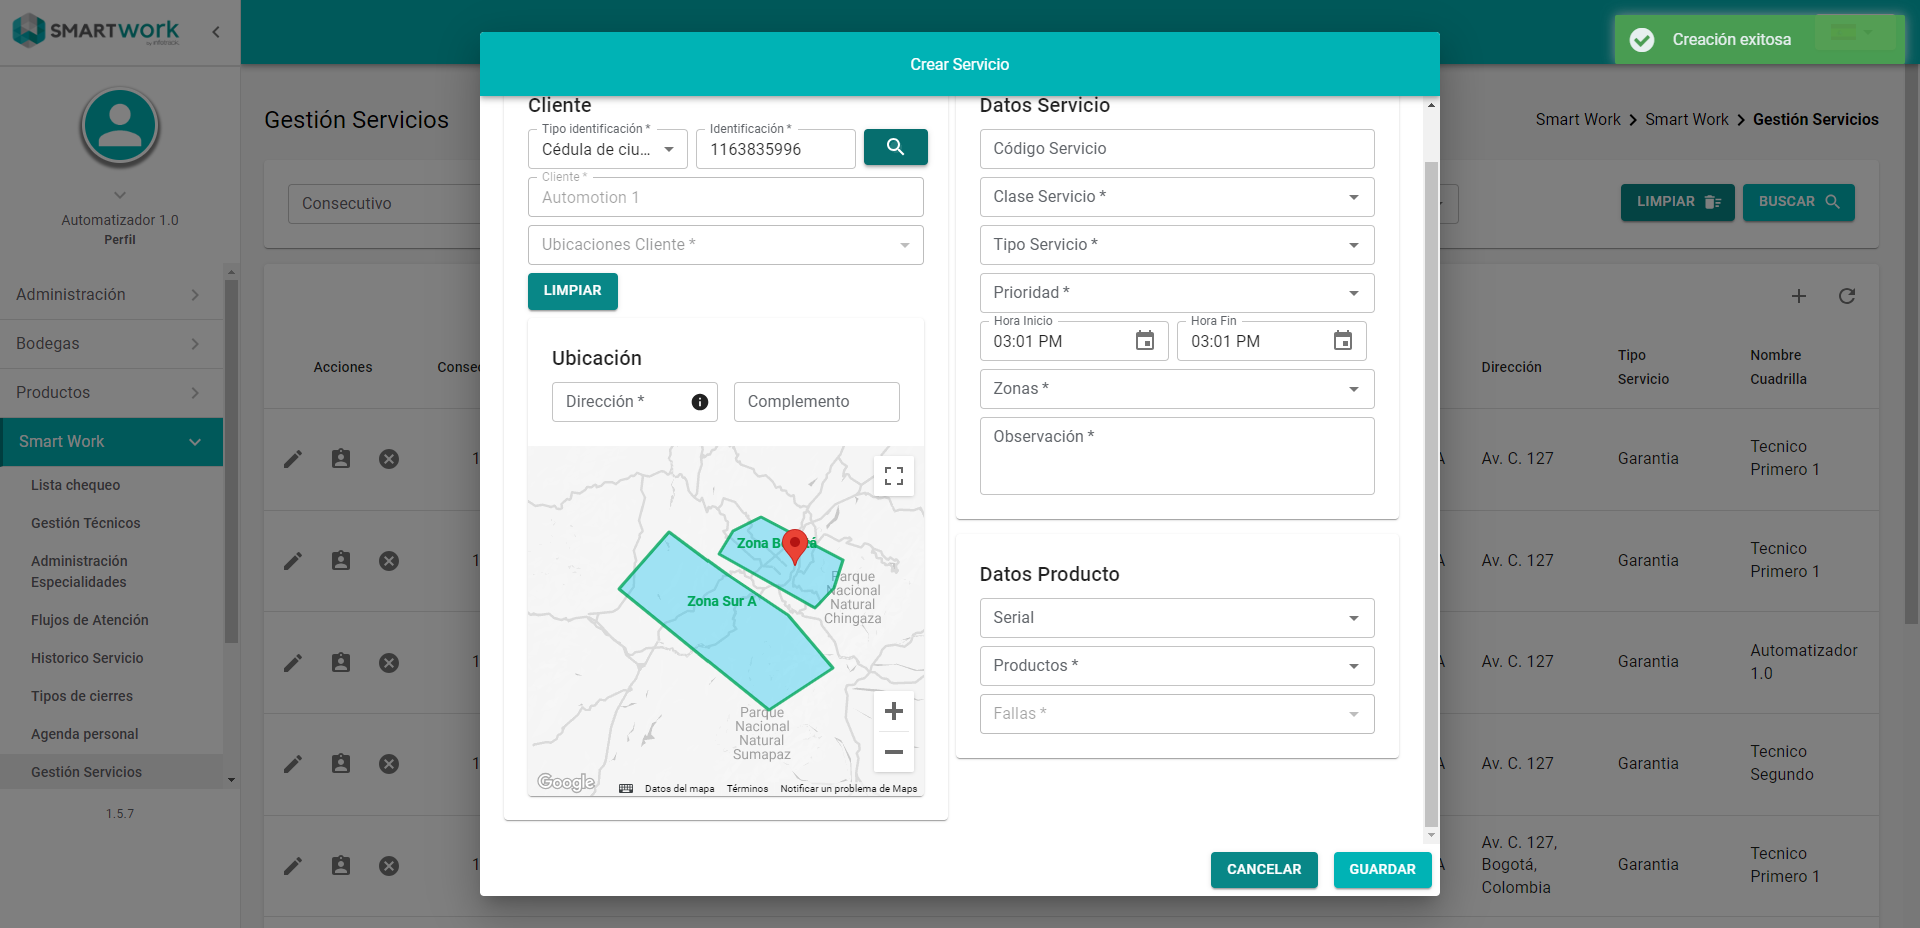 SMARTWORK
Creación exitosa
Crear Servicio
Gestión Servicios
Smart Work
Smart Work
Gestión Servicios
Automatizador 1.0
Perfil
Consecutivo
LIMPIAR
BUSCAR
Administración
Bodegas
Productos
Smart Work
Lista chequeo
Gestión Técnicos
Administración
Especialidades
Flujos de Atención
Historico Servicio
Tipos de cierres
Agenda personal
Gestión Servicios
1.5.7
Acciones
Dirección
Tipo
Servicio
Nombre
Cuadrilla
Av. C. 127
Garantia
Tecnico
Primero 1
Av. C. 127
Garantia
Tecnico
Primero 1
Av. C. 127
Garantia
Automatizador
1.0
Av. C. 127
Garantia
Tecnico
Segundo
Av. C. 127,
Bogotá,
Colombia
Garantia
Tecnico
Primero 1
Cliente
Tipo identificación *
Cédula de ciu...
Identificación *
1163835996
Cliente *
Automotion 1
Ubicaciones Cliente *
LIMPIAR
Ubicación
Dirección *
Complemento
Zona Sur A
Parque
Nacional
Natural
Chingaza
Parque
Nacional
Natural
Sumapaz
Google
Datos del mapa
Términos
Notificar un problema de Maps
Datos Servicio
Código Servicio
Clase Servicio *
Tipo Servicio *
Prioridad *
Hora Inicio
03:01 PM
Hora Fin
03:01 PM
Zonas *
Observación *
Datos Producto
Serial
Productos *
Fallas *
CANCELAR
GUARDAR